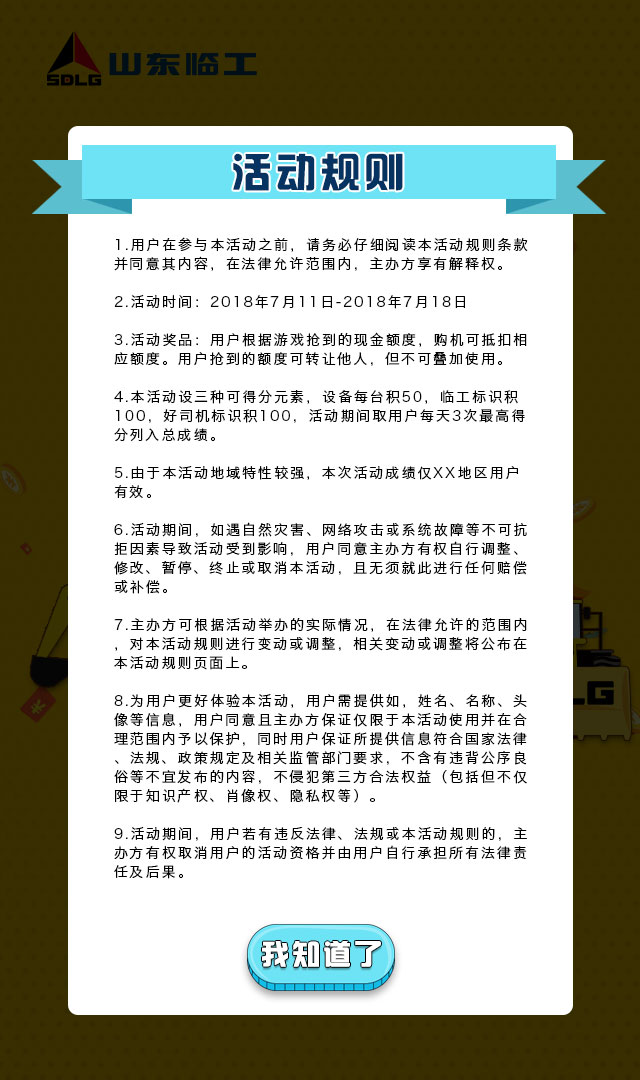 SDLG 山东临工
活动规则
1.用户在参与本活动之前，请务必仔细阅读本活动规则条款
并同意其内容，在法律允许范围内，主办方享有解释权。
2.活动时间：2018年7月11日-2018年7月18日
3.活动奖品：用户根据游戏抢到的现金额度，购机可抵扣相
应额度。用户抢到的额度可转让他人，但不可叠加使用。
4.本活动设三种可得分元素，设备每台积50，临工标识积
100，好司机标识积100，活动期间取用户每天3次最高得
分列入总成绩。
5.由于本活动地域特性较强，本次活动成绩仅XX地区用户
有效。
6.活动期间，如遇自然灾害、网络攻击或系统故障等不可抗
拒因素导致活动受到影响，用户同意主办方有权自行调整、
修改、暂停、终止或取消本活动，且无须就此进行任何赔偿
或补偿。
7.主办方可根据活动举办的实际情况，在法律允许的范围内
，对本活动规则进行变动或调整，相关变动或调整将公布在
本活动规则页面上。
8.为用户更好体验本活动，用户需提供如，姓名、名称、头
像等信息，用户同意且主办方保证仅限于本活动使用并在合
理范围内予以保护，同时用户保证所提供信息符合国家法律
、法规、政策规定及相关监管部门要求，不含有违背公序良
俗等不宜发布的内容，不侵犯第三方合法权益（包括但不仅
限于知识产权、肖像权、隐私权等）。
9.活动期间，用户若有违反法律、法规或本活动规则的，主
办方有权取消用户的活动资格并由用户自行承担所有法律责
任及后果。
LG
我知道了